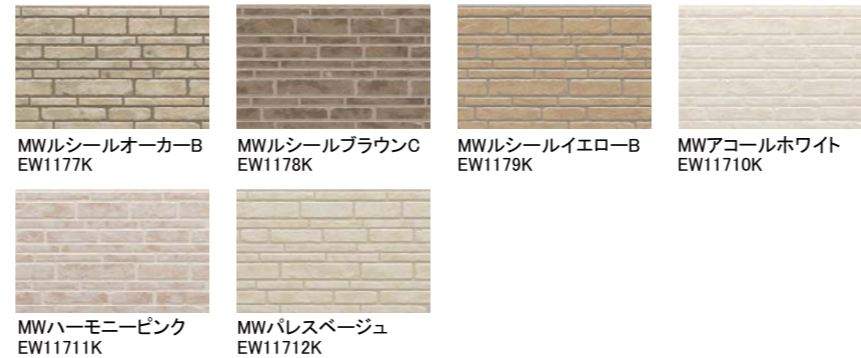 MWルシールオーカーB
EW1177K
MWルシールブラウンC
EW1178K
MWルシールイエローB
EW1179K
MWアコールホワイト
EW11710K
MWハーモニーピンク
EW11711K
MWパレスベージュ
EW11712K